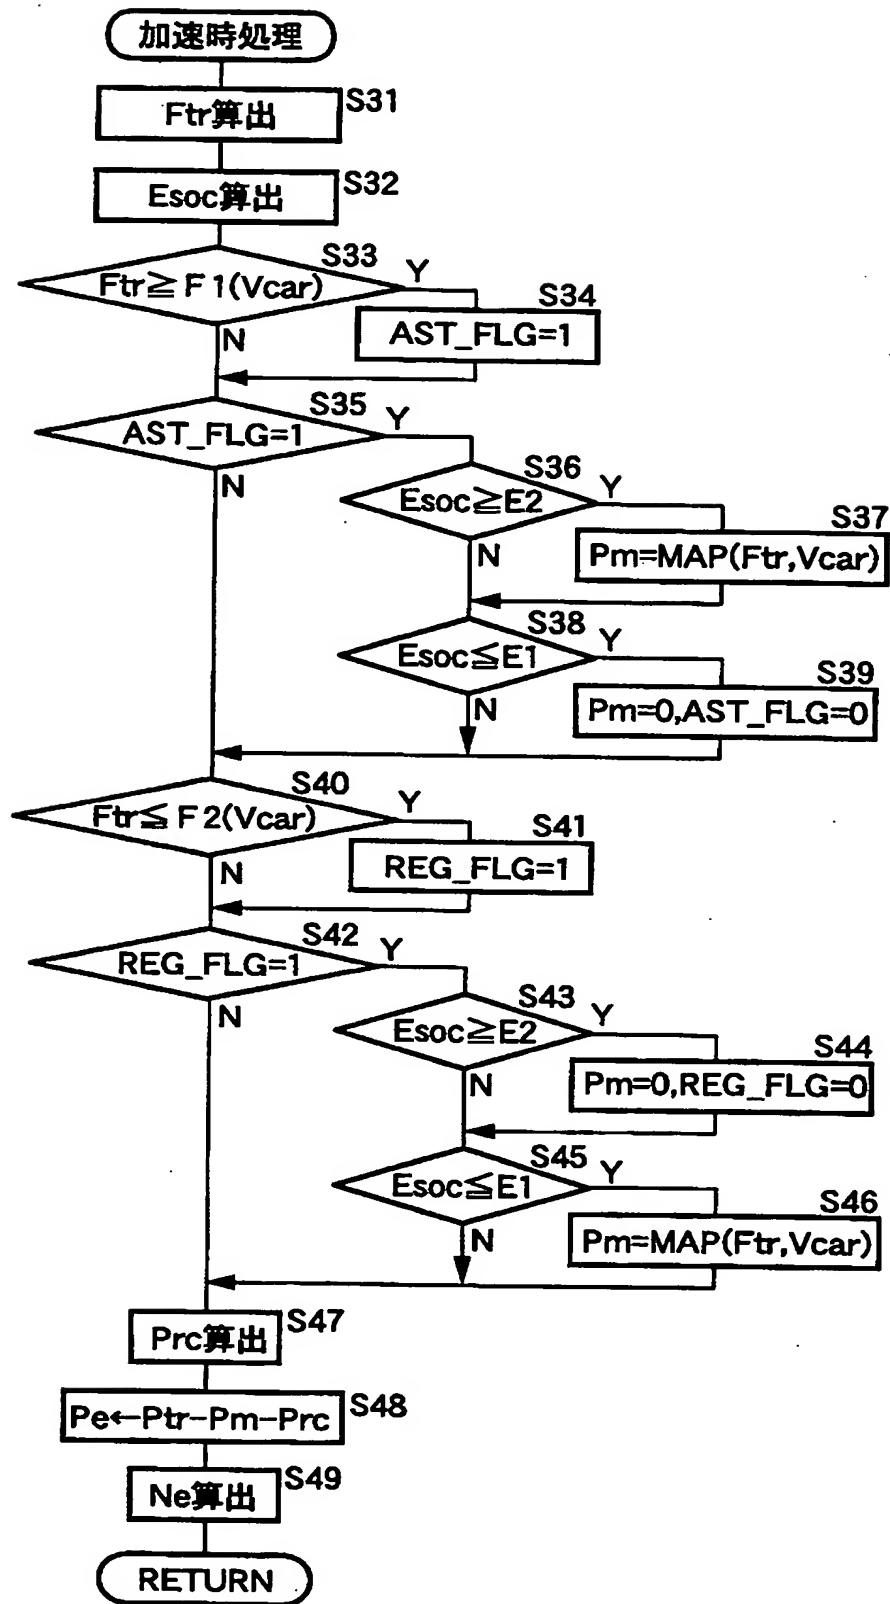 加速時処理
S31
Ftr算出
S32
Esoc算出
S33
Ftr≧F1(Vcar)
Y
N
S34
AST_FLG=1
S35
AST_FLG=1
Y
N
S36
Esoc≧E2
Y
N
S37
Pm=MAP(Ftr,Vcar)
S38
Esoc≦E1
Y
N
S39
Pm=0,AST_FLG=0
S40
Ftr≦F2(Vcar)
Y
N
S41
REG_FLG=1
S42
REG_FLG=1
Y
N
S43
Esoc≧E2
Y
N
S44
Pm=0,REG_FLG=0
S45
Esoc≦E1
Y
N
S46
Pm=MAP(Ftr,Vcar)
S47
Prc算出
S48
Pe←Ptr−Pm−Prc
S49
Ne算出
RETURN